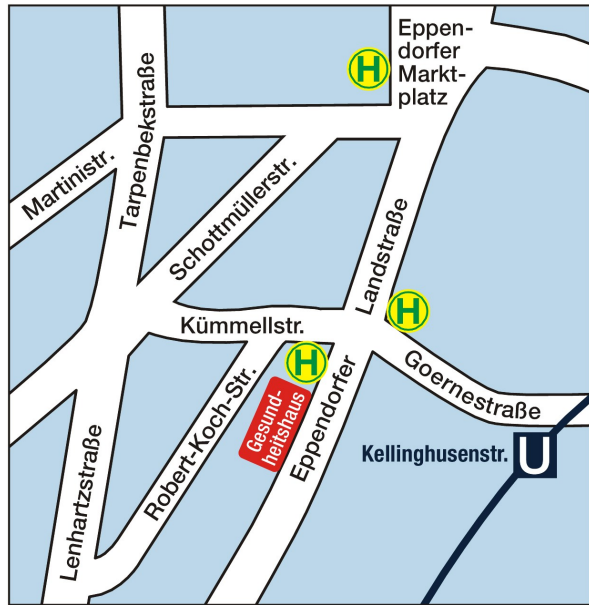 Eppen-
dorfer
Markt-
platz
H
Martinistr.
Tarpenbekstraße
Schottmüllerstr.
Landstraße
H
Kümmellstr.
H
Goernestraße
Gesund-
heitshaus
Robert-Koch-Str.
Eppendorfer
Kellinghusenstr.
U
Lenhartzstraße